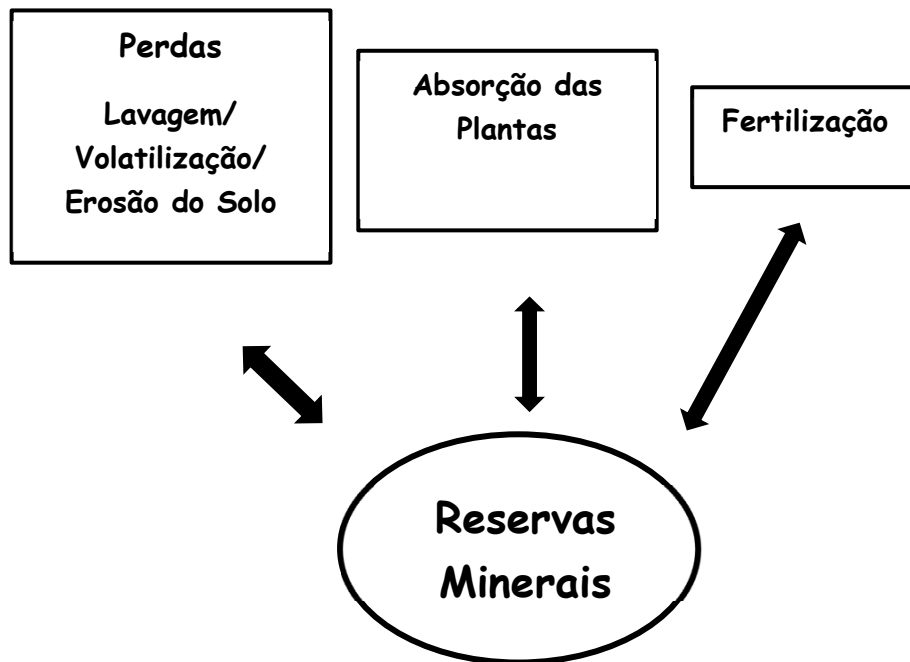 Perdas
Lavagem/
Volatilização/
Erosão do Solo
Absorção das
Plantas
Fertilização
Reservas
Minerais